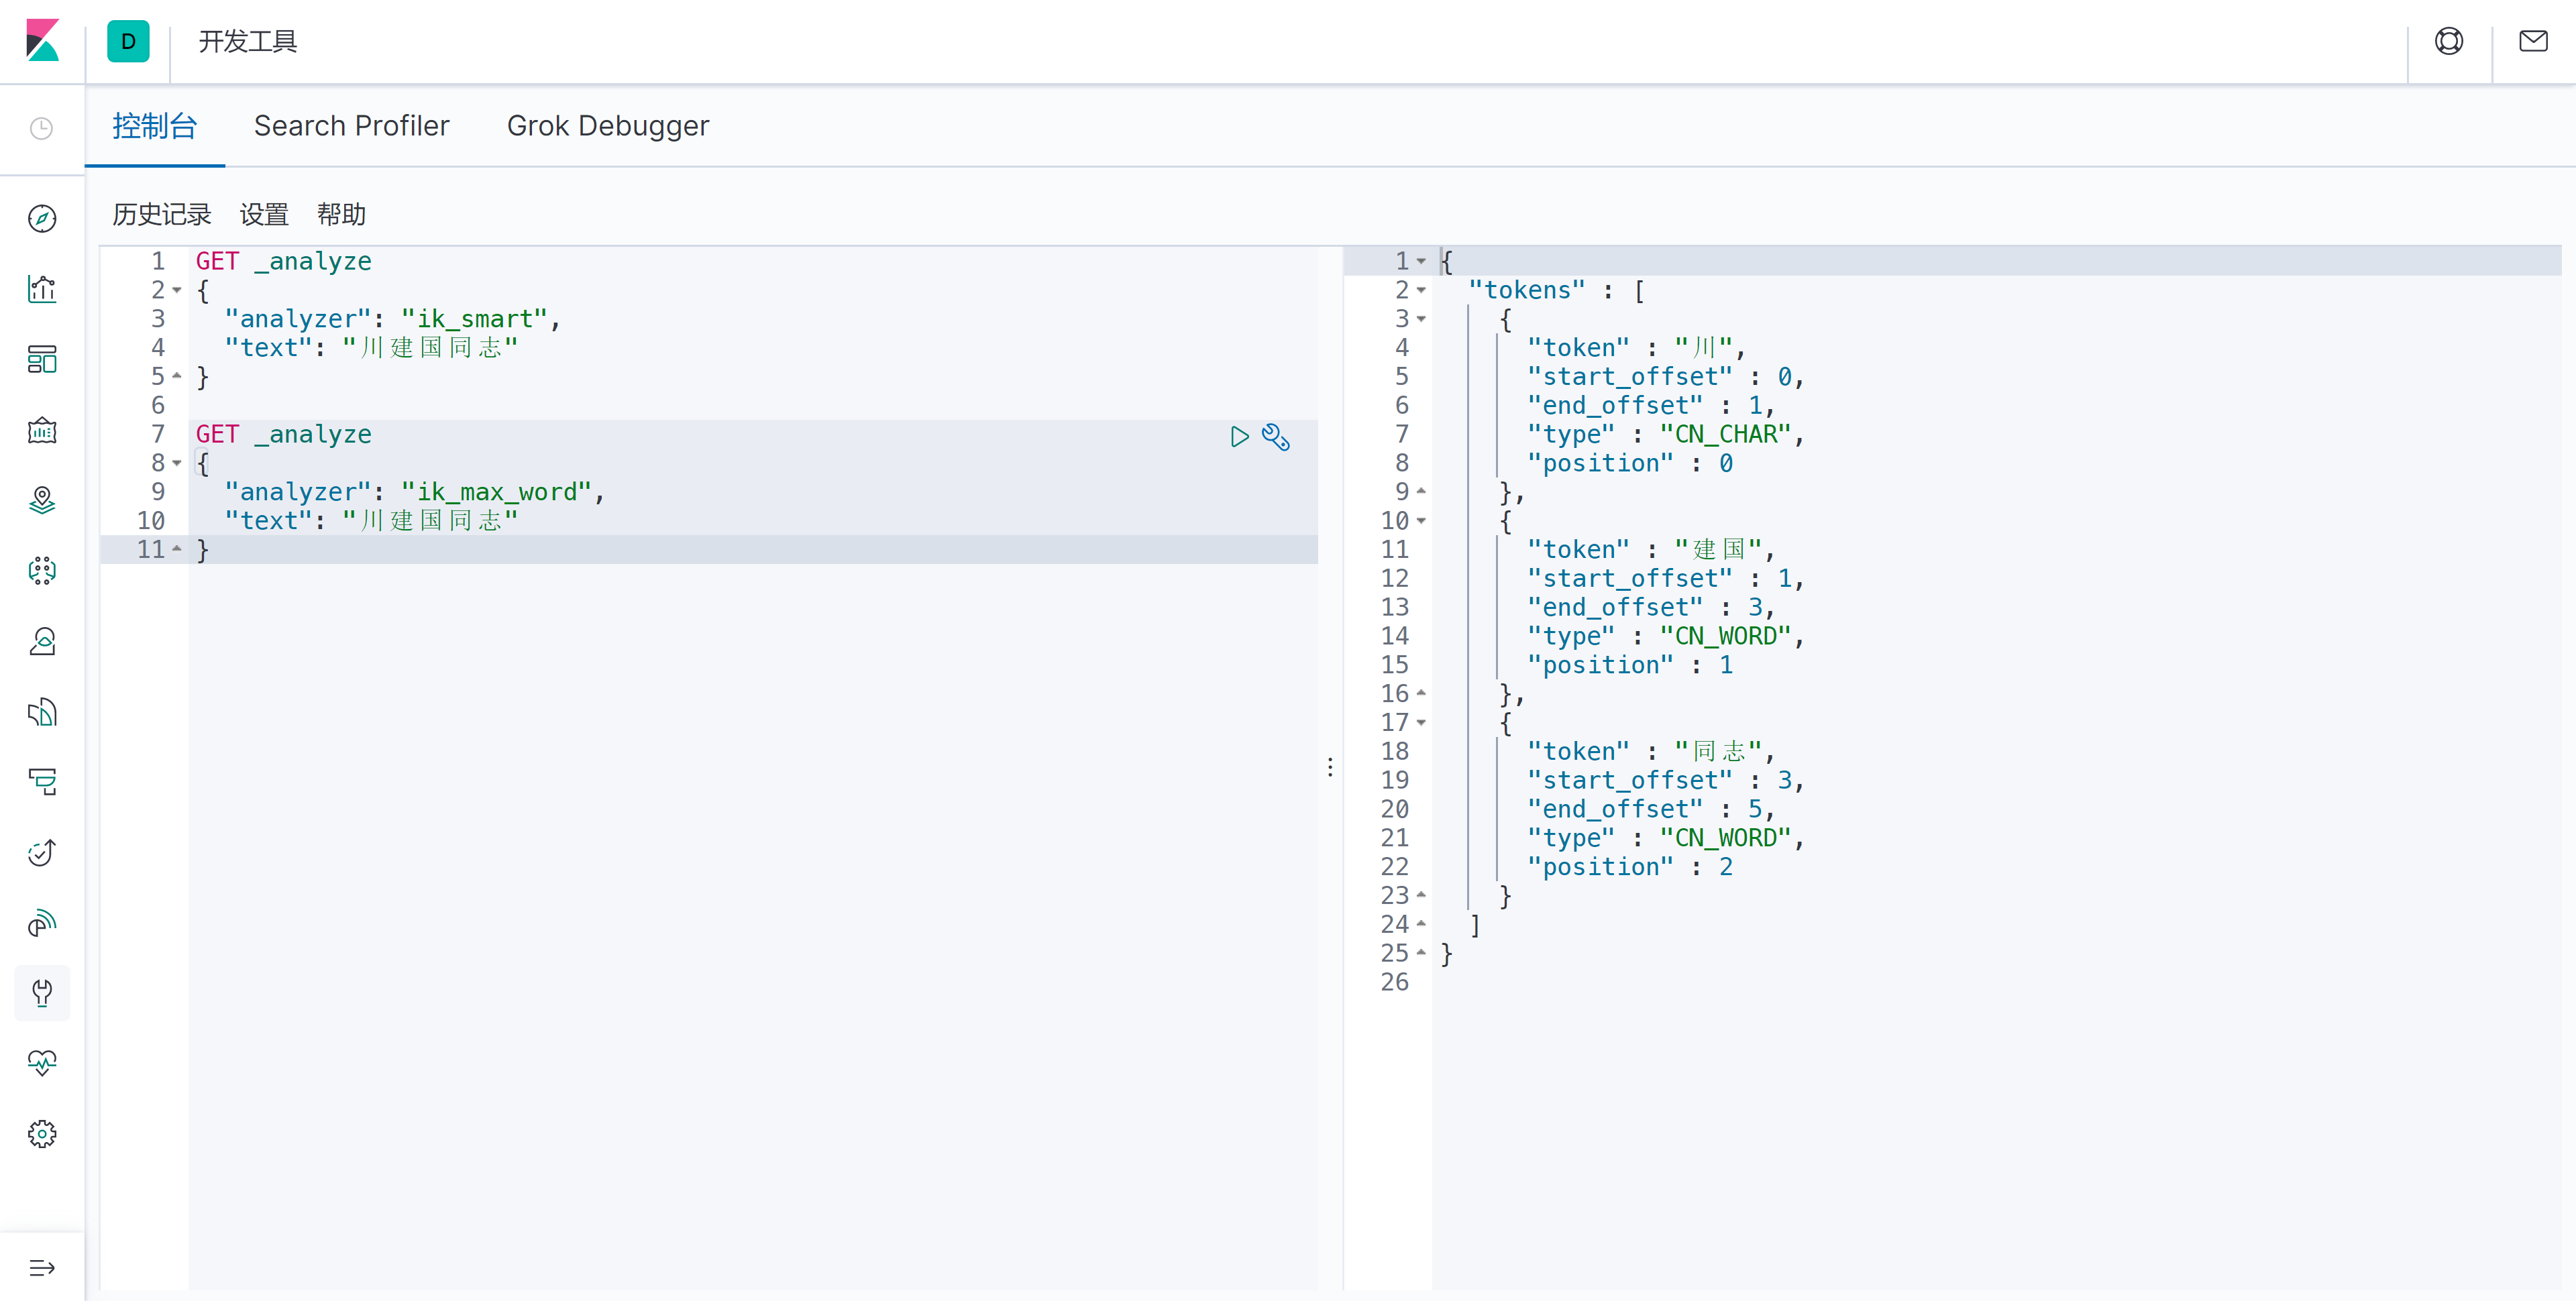 D 开发工具
控制台 Search Profiler Grok Debugger
历史记录 设置 帮助
1 GET _analyze
2 {
3 "analyzer": "ik_smart",
4 "text": "川建国同志"
5 }
6
7 GET _analyze
8 {
9 "analyzer": "ik_max_word",
10 "text": "川建国同志"
11 }
1 {
2 "tokens" : [
3 {
4 "token" : "川",
5 "start_offset" : 0,
6 "end_offset" : 1,
7 "type" : "CN_CHAR",
8 "position" : 0
9 },
10 {
11 "token" : "建国",
12 "start_offset" : 1,
13 "end_offset" : 3,
14 "type" : "CN_WORD",
15 "position" : 1
16 },
17 {
18 "token" : "同志",
19 "start_offset" : 3,
20 "end_offset" : 5,
21 "type" : "CN_WORD",
22 "position" : 2
23 }
24 ]
25 }
26